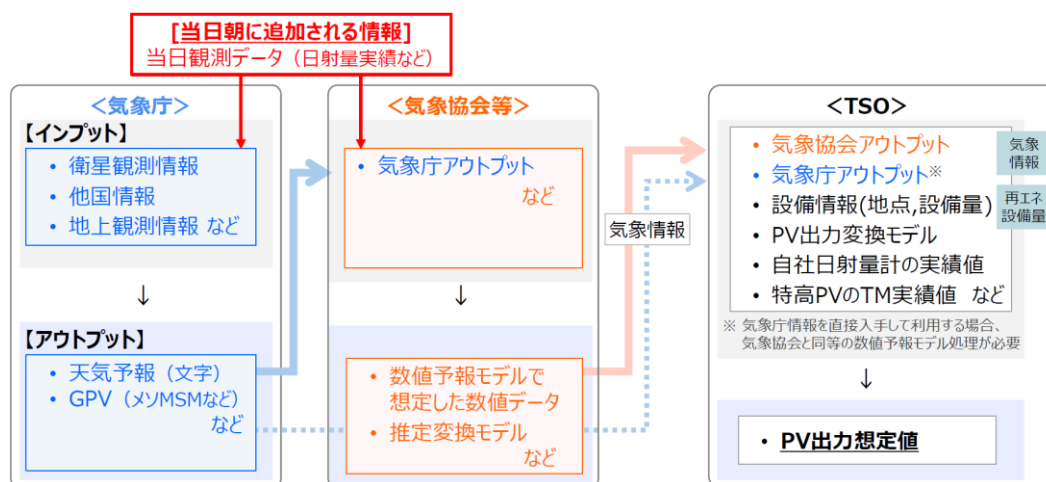 [当日朝に追加される情報]
当日観測データ（日射量実績など）
＜気象庁＞
【インプット】
• 衛星観測情報
• 他国情報
• 地上観測情報 など
↓
【アウトプット】
• 天気予報（文字）
• GPV（メソMSMなど）
など
＜気象協会等＞
• 気象庁アウトプット
など
↓
• 数値予報モデルで
想定した数値データ
• 推定変換モデル
など
気象情報
＜TSO＞
• 気象協会アウトプット
• 気象庁アウトプット※
• 設備情報(地点,設備量)
• PV出力変換モデル
• 自社日射量計の実績値
• 特高PVのTM実績値 など
気象
情報
再エネ
設備量
※ 気象庁情報を直接入手して利用する場合、
気象協会と同等の数値予報モデル処理が必要
↓
• PV出力想定値